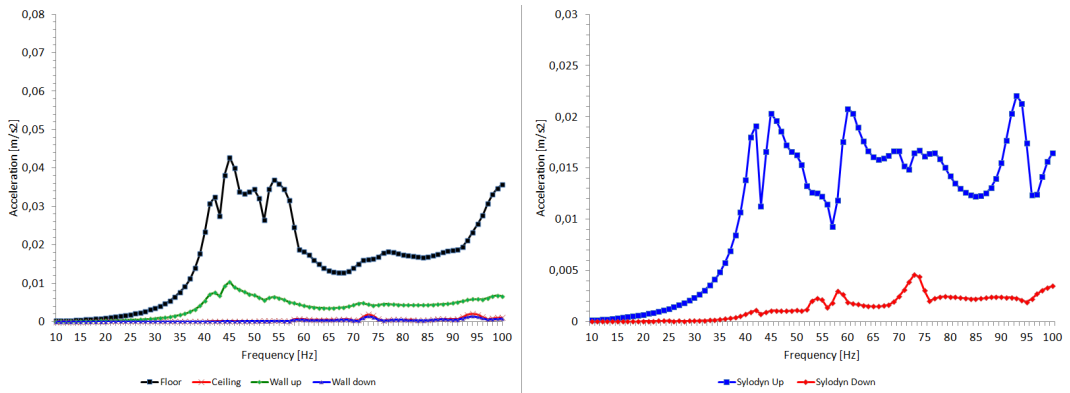 0,08
0,07
0,06
0,05
0,04
0,03
0,02
0,01
0
Acceleration [m/s2]
10 15 20 25 30 35 40 45 50 55 60 65 70 75 80 85 90 95 100
Frequency [Hz]
Floor Ceiling Wall up Wall down
0,03
0,025
0,02
0,015
0,01
0,005
0
Acceleration [m/s2]
10 15 20 25 30 35 40 45 50 55 60 65 70 75 80 85 90 95 100
Frequency [Hz]
Sylodyn Up Sylodyn Down